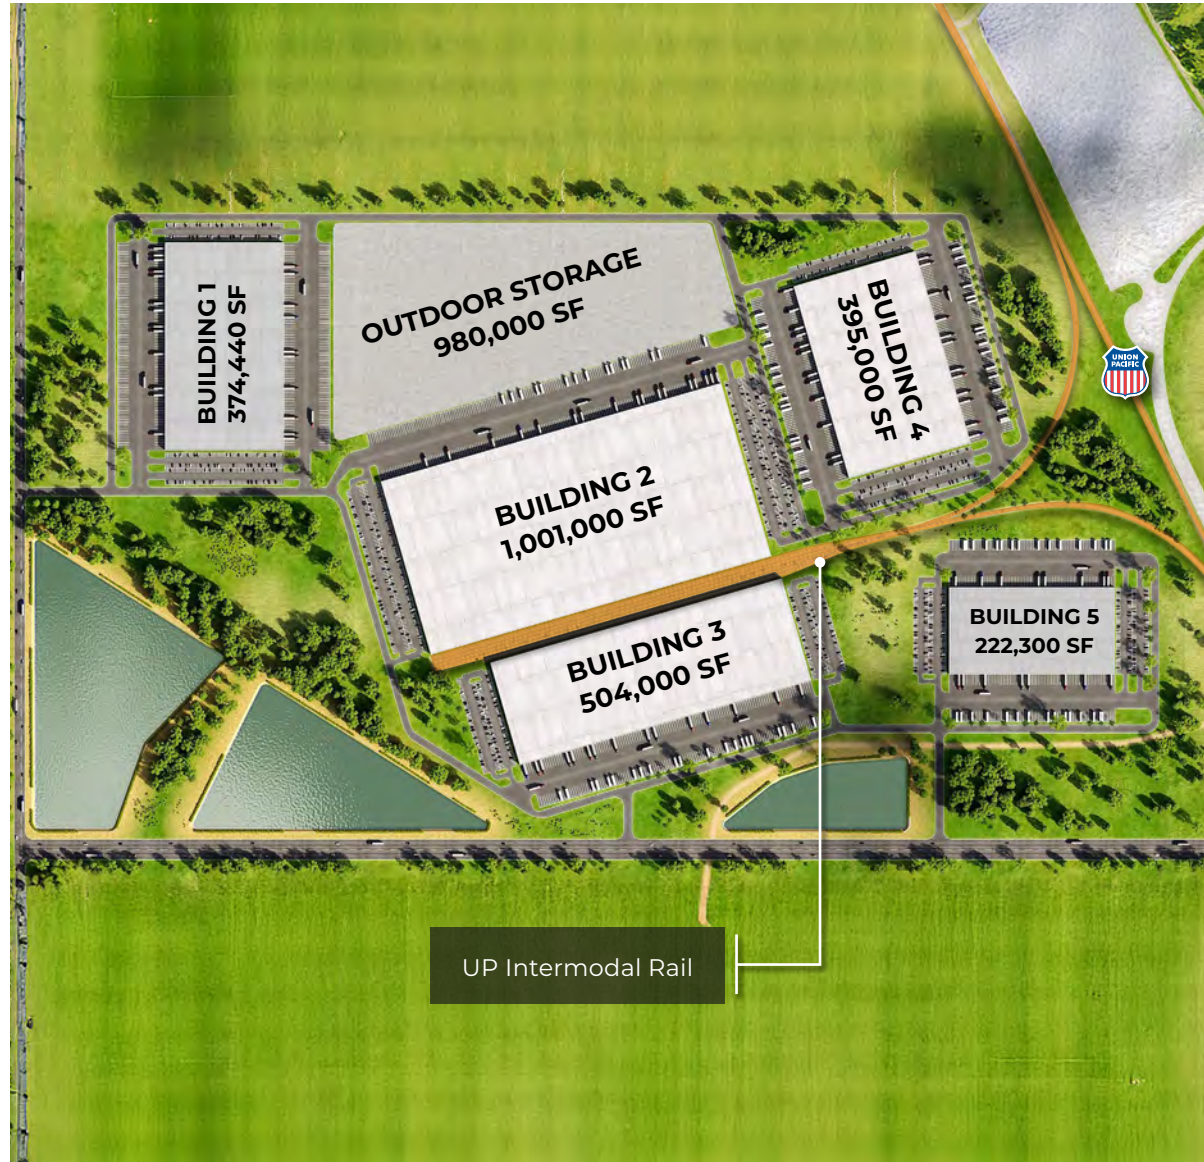 BUILDING 1
374,440 SF
OUTDOOR STORAGE
980,000 SF
BUILDING 4
395,000 SF
UNION
PACIFIC
BUILDING 2
1,001,000 SF
BUILDING 3
504,000 SF
BUILDING 5
222,300 SF
UP Intermodal Rail